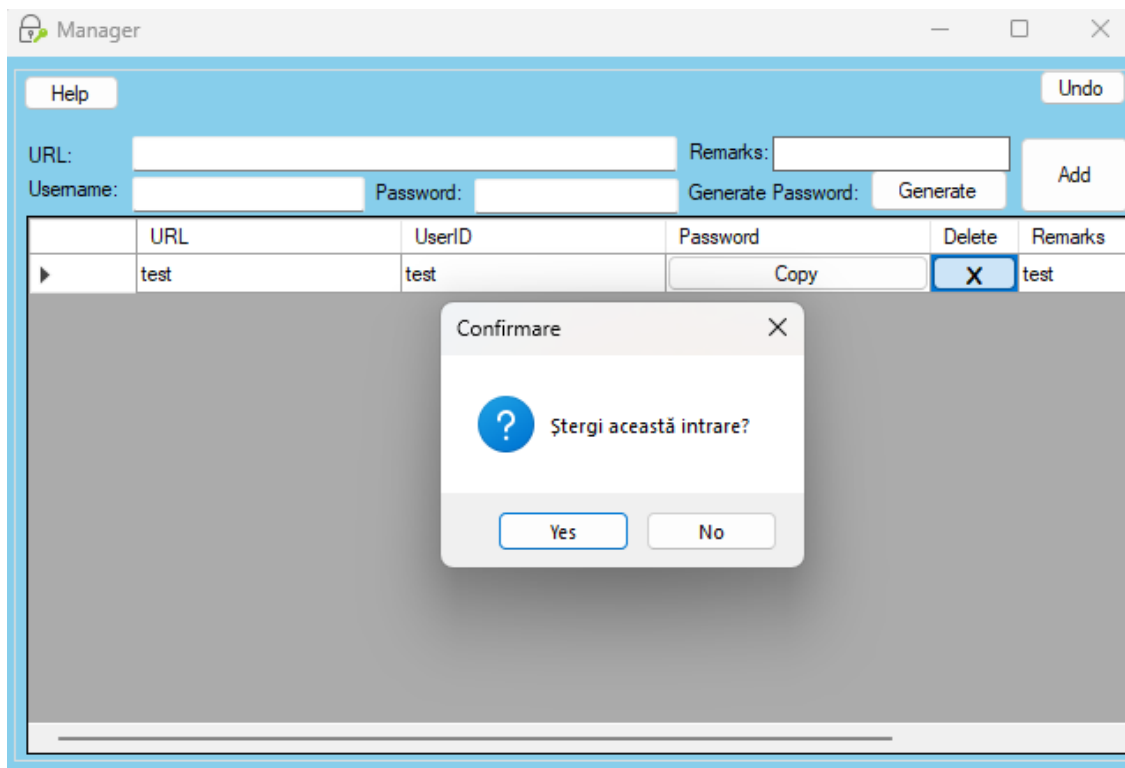 Manager
Help
Undo
URL:
Remarks:
Username:
Password:
Generate Password:
Generate
Add
URL UserID Password Delete Remarks
test test Copy X test
Confirmare
Ștergi această intrare?
Yes No